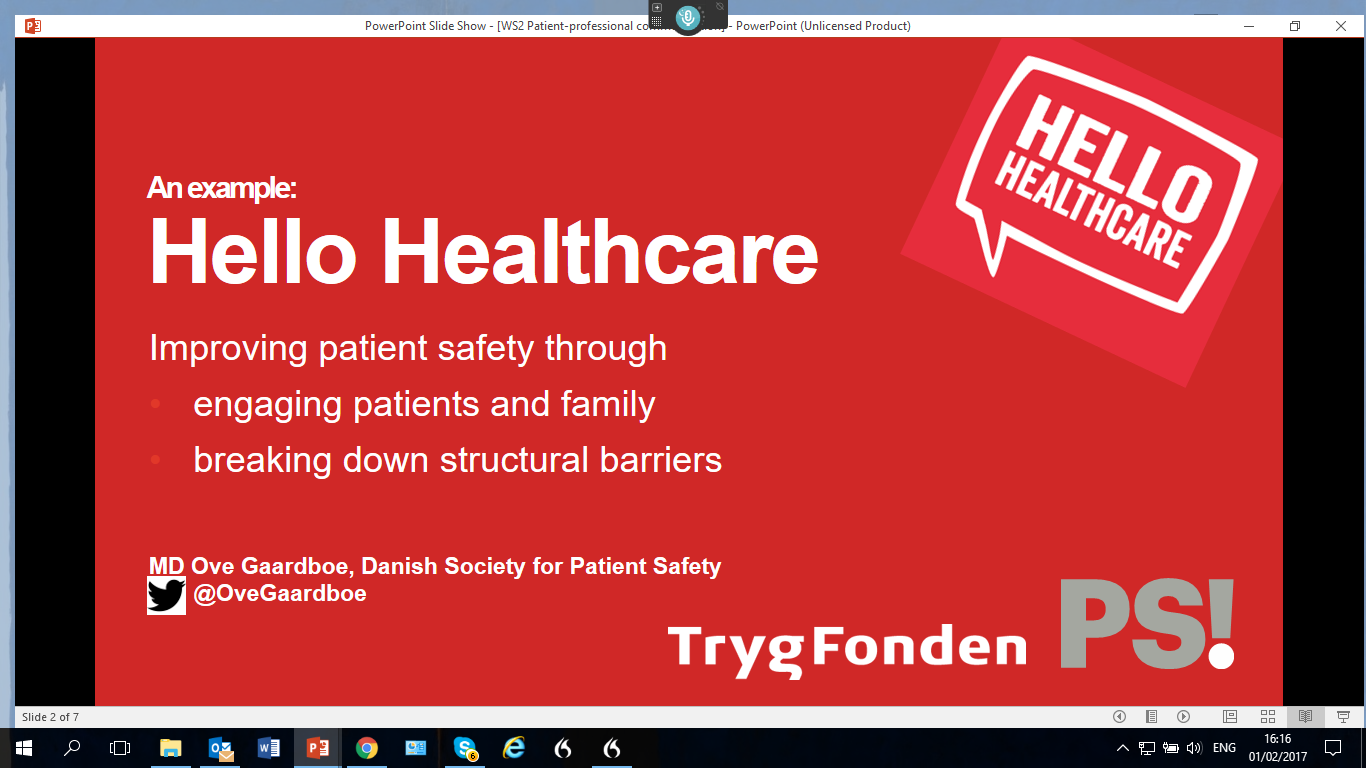 PowerPoint Slide Show - [WS2 Patient-professional com - PowerPoint (Unlicensed Product)
HELLO
HEALTHCARE
An example:
Hello Healthcare
Improving patient safety through
• engaging patients and family
• breaking down structural barriers
MD Ove Gaardboe, Danish Society for Patient Safety
@OveGaardboe
TrygFonden PS!
Slide 2 of 7
6
ENG
16:16
01/02/2017